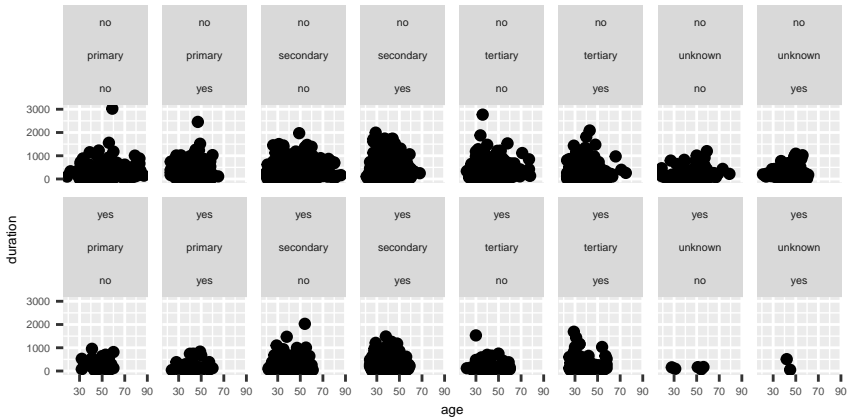 no no no no no no no no
primary primary secondary secondary tertiary tertiary unknown unknown
no yes no yes no yes no yes
3000
2000
1000
0
yes yes yes yes yes yes yes yes
primary primary secondary secondary tertiary tertiary unknown unknown
no yes no yes no yes no yes
3000
2000
1000
0
30 50 70 90 30 50 70 90 30 50 70 90 30 50 70 90 30 50 70 90 30 50 70 90 30 50 70 90 30 50 70 90
age
duration